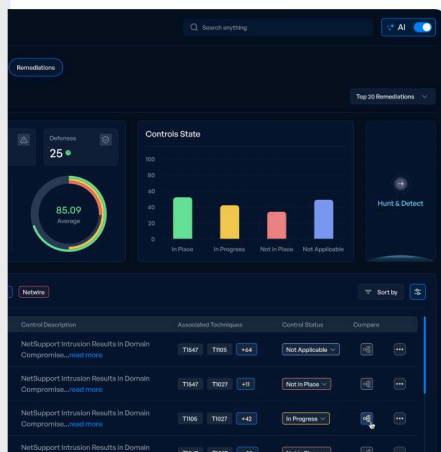 Search anything
AI
Remediations
Top 20 Remediations
Defenses
25
85.09
Average
Controls State
100
80
60
40
20
0
In Place
In Progress
Not In Place
Not Applicable
Hunt & Detect
Netwire
Sort by
Control Description
Associated Techniques
Control Status
Compare
NetSupport Intrusion Results in Domain
Compromise...read more
T1547
T1105
+64
Not Applicable
NetSupport Intrusion Results in Domain
Compromise...read more
T1547
T1027
+11
Not In Place
NetSupport Intrusion Results in Domain
Compromise...read more
T1105
T1027
+42
In Progress
NetSupport Intrusion Results in Domain